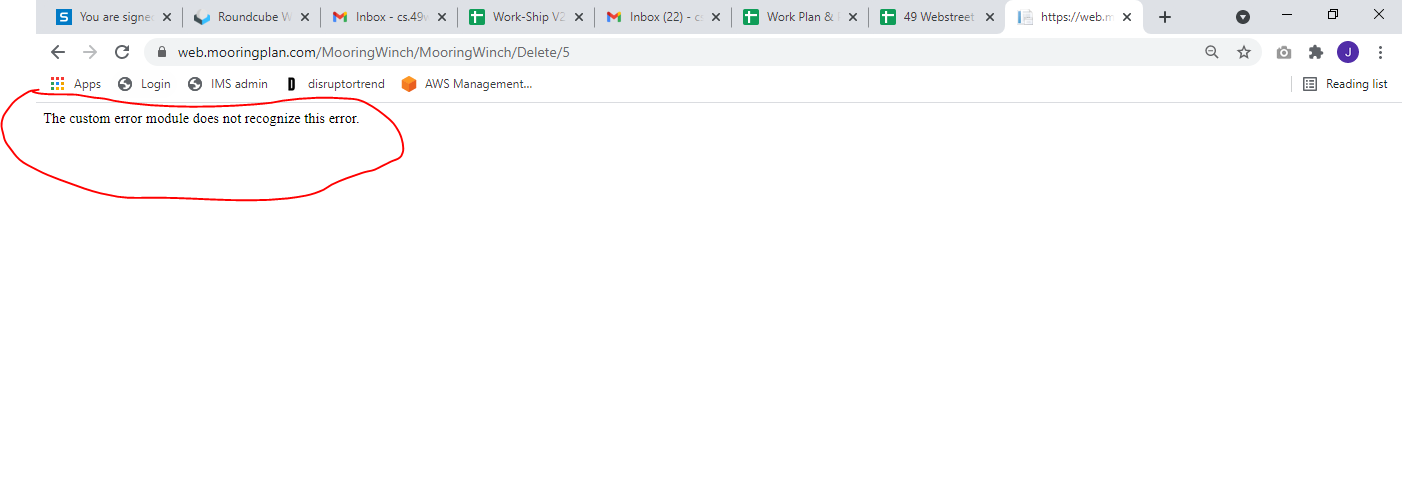 You are signe
Roundcube W
Inbox - cs.49
Work-Ship V2
Inbox (22) - c
Work Plan &
49 Webstreet
https://web.m
web.mooringplan.com/MooringWinch/MooringWinch/Delete/5
J
Apps
Login
IMS admin
D
disruptortrend
AWS Management...
Reading list
The custom error module does not recognize this error.